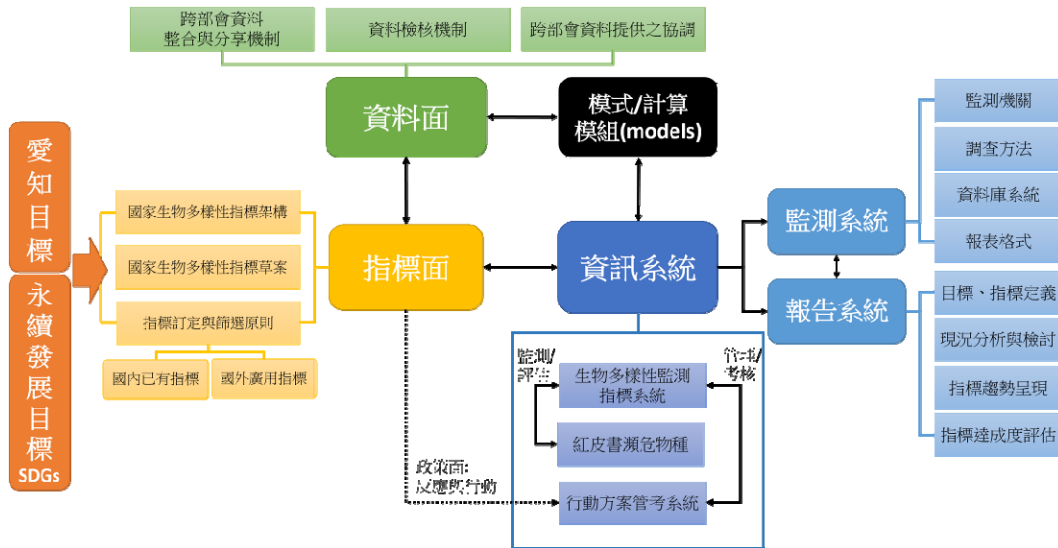 跨部會資料
整合與分享機制
資料檢核機制
跨部會資料提供之協調
資料面
模式/計算
模組(models)
愛知目標
永續發展目標
SDGs
國家生物多樣性指標架構
國家生物多樣性指標草案
指標訂定與篩選原則
國內已有指標
國外廣用指標
指標面
資訊系統
監測系統
報告系統
監測機關
調查方法
資料庫系統
報表格式
目標、指標定義
現況分析與檢討
指標趨勢呈現
指標達成度評估
監測/
評估
管考/
考核
生物多樣性監測
指標系統
紅皮書瀕危物種
行動方案管考系統
政策面:
反應與行動